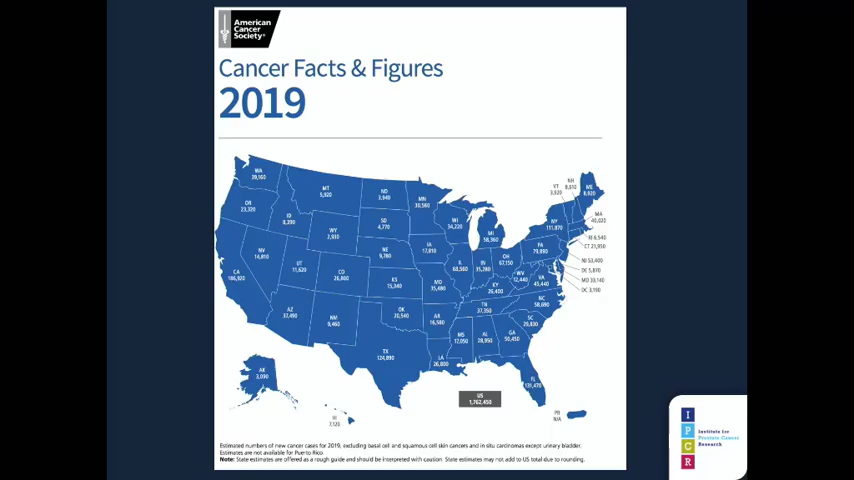 American
Cancer
Society®
Cancer Facts & Figures
2019
WA
39,160
MT
5,920
ND
3,940
MN
30,560
VT
3,920
NH
8,810
ME
8,920
OR
23,320
ID
8,390
WY
2,930
SD
4,770
WI
34,220
MI
58,360
NY
111,870
MA
40,020
RI 6,540
CT 21,950
NJ 53,400
DE 5,870
MD 33,140
DC 3,190
NV
14,810
UT
11,620
CO
26,800
NE
9,780
IA
17,810
IL
68,560
IN
35,280
OH
67,150
PA
79,890
WV
12,440
VA
45,440
CA
186,920
KS
15,340
MO
35,480
KY
26,400
NC
58,690
TN
37,350
AZ
37,490
NM
9,460
OK
20,540
AR
16,580
SC
29,830
MS
17,050
AL
28,950
GA
50,450
TX
124,890
LA
26,800
FL
131,470
AK
3,090
HI
7,120
US
1,762,450
PR
N/A
Estimated numbers of new cancer cases for 2019, excluding basal cell and squamous cell skin cancers and in situ carcinomas except urinary bladder.
Estimates are not available for Puerto Rico.
Note: State estimates are offered as a rough guide and should be interpreted with caution. State estimates may not add to US total due to rounding.
I
P
C
R
Institute for
Prostate Cancer
Research